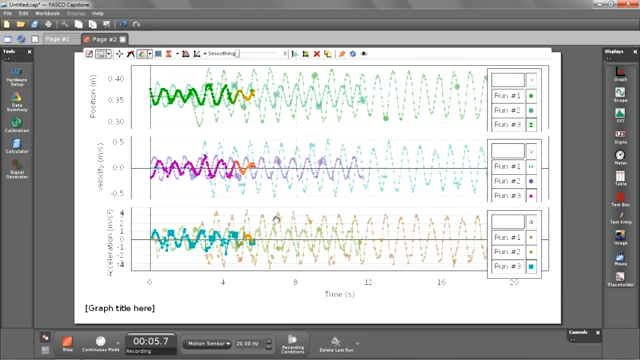 Untitled.cap* - PASCO Capstone
File Edit Workbook Display Help
Page #1
Page #2
Tools
Hardware Setup
Data Summary
Calibration
Calculator
Signal Generator
Smoothing
0
Position (m)
0.40
0.35
0.30
Run #1
Run #2
Run #3
Velocity (m/s)
0.5
0.0
-0.5
Run #1
Run #2
Run #3
Acceleration (m/s²)
Run #1
Run #2
Run #3
0
4
8
12
16
20
Time (s)
[Graph title here]
Displays
Graph
Scope
FFT
Digits
Meter
Table
Text Box
Text Entry
Image
Movie
Placeholder
Stop
Continuous Mode
00:05.7
Recording
Motion Sensor
20.00 Hz
Recording Conditions
Delete Last Run
Controls